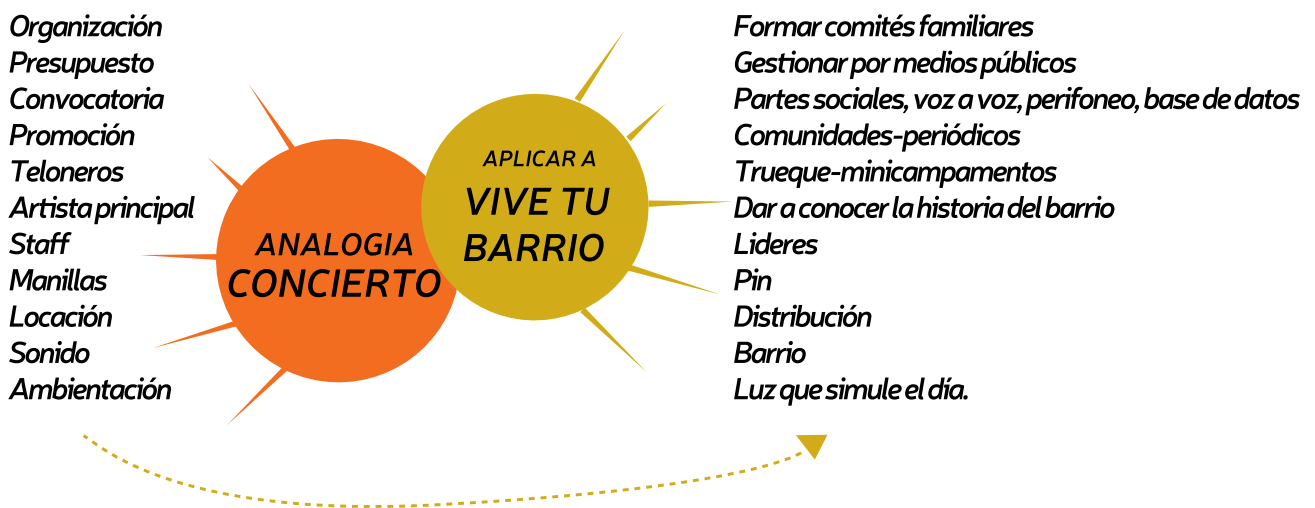 Organización
Presupuesto
Convocatoria
Promoción
Teloneros
Artista principal
Staff
Manillas
Locación
Sonido
Ambientación
ANALOGIA
CONCIERTO
APLICAR A
VIVE TU
BARRIO
Formar comités familiares
Gestionar por medios públicos
Partes sociales, voz a voz, perifoneo, base de datos
Comunidades-periódicos
Trueque-minicampamentos
Dar a conocer la historia del barrio
Lideres
Pin
Distribución
Barrio
Luz que simule el día.